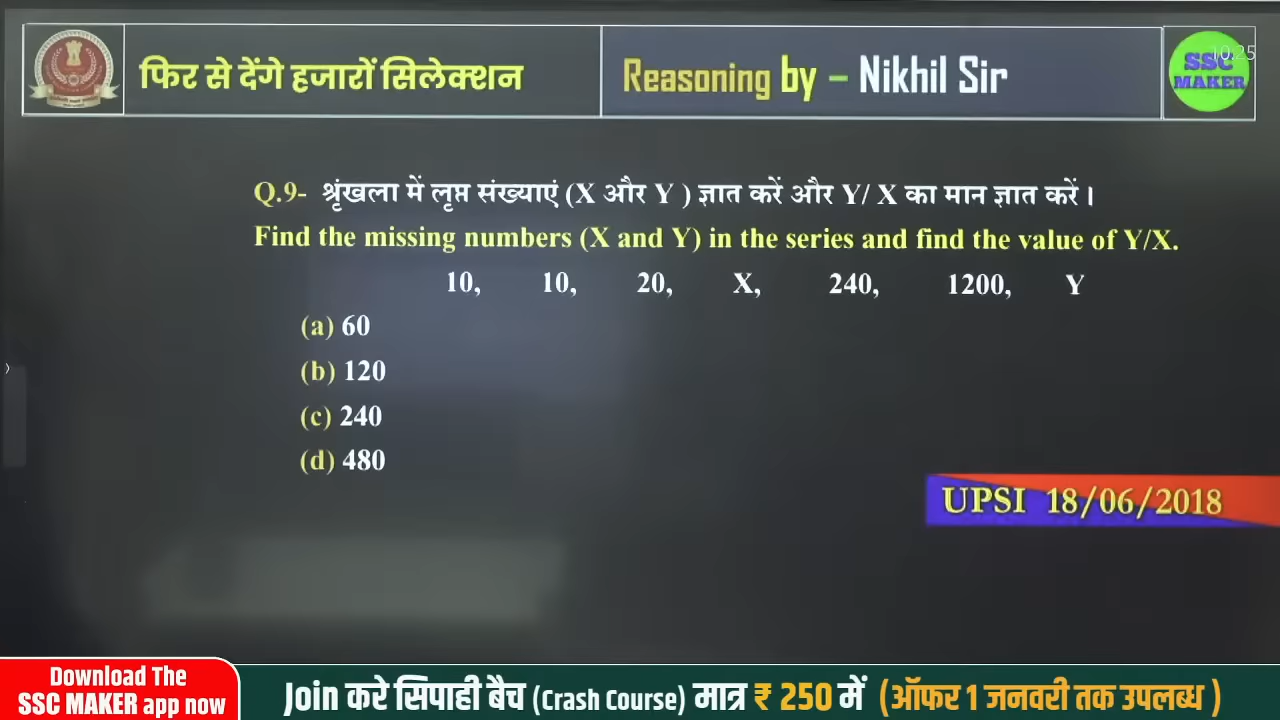 फिर से देंगे हजारों सिलेक्शन
Reasoning by – Nikhil Sir
10:25
SSC
MAKER
Q.9- श्रृंखला में लृप्त संख्याएं (X और Y ) ज्ञात करें और Y/ X का मान ज्ञात करें।
Find the missing numbers (X and Y) in the series and find the value of Y/X.
10, 10, 20, X, 240, 1200, Y
(a) 60
(b) 120
(c) 240
(d) 480
UPSI 18/06/2018
Download The
SSC MAKER app now
Join करे सिपाही बैच (Crash Course) मात्र ₹ 250 में (ऑफर 1 जनवरी तक उपलब्ध )